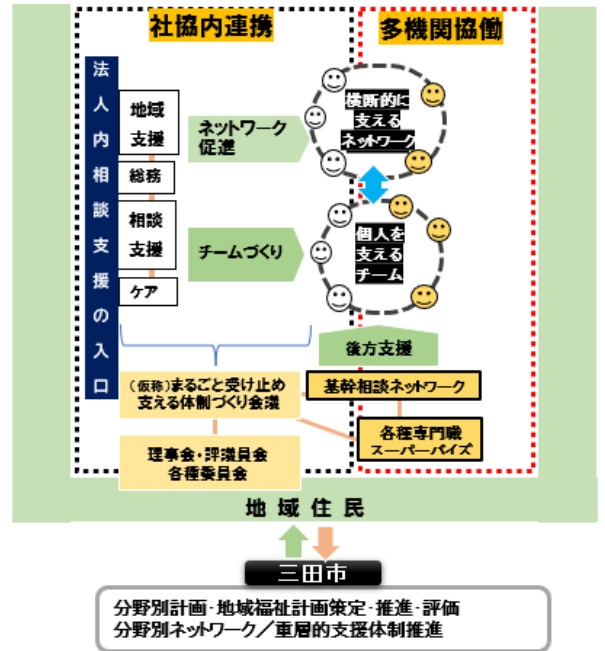 社協内連携
多機関協働
法人内相談支援の入口
地域
支援
総務
相談
支援
ケア
ネットワーク
促進
チームづくり
横断的に
支える
ネットワーク
個人を
支える
チーム
後方支援
(仮称)まるごと受け止め
支える体制づくり会議
基幹相談ネットワーク
理事会・評議員会
各種委員会
各種専門職
スーパーバイズ
地域住民
三田市
分野別計画・地域福祉計画策定・推進・評価
分野別ネットワーク／重層的支援体制推進